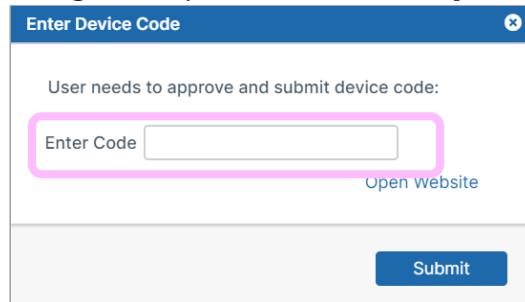 Enter Device Code
User needs to approve and submit device code:
Enter Code
Open Website
Submit